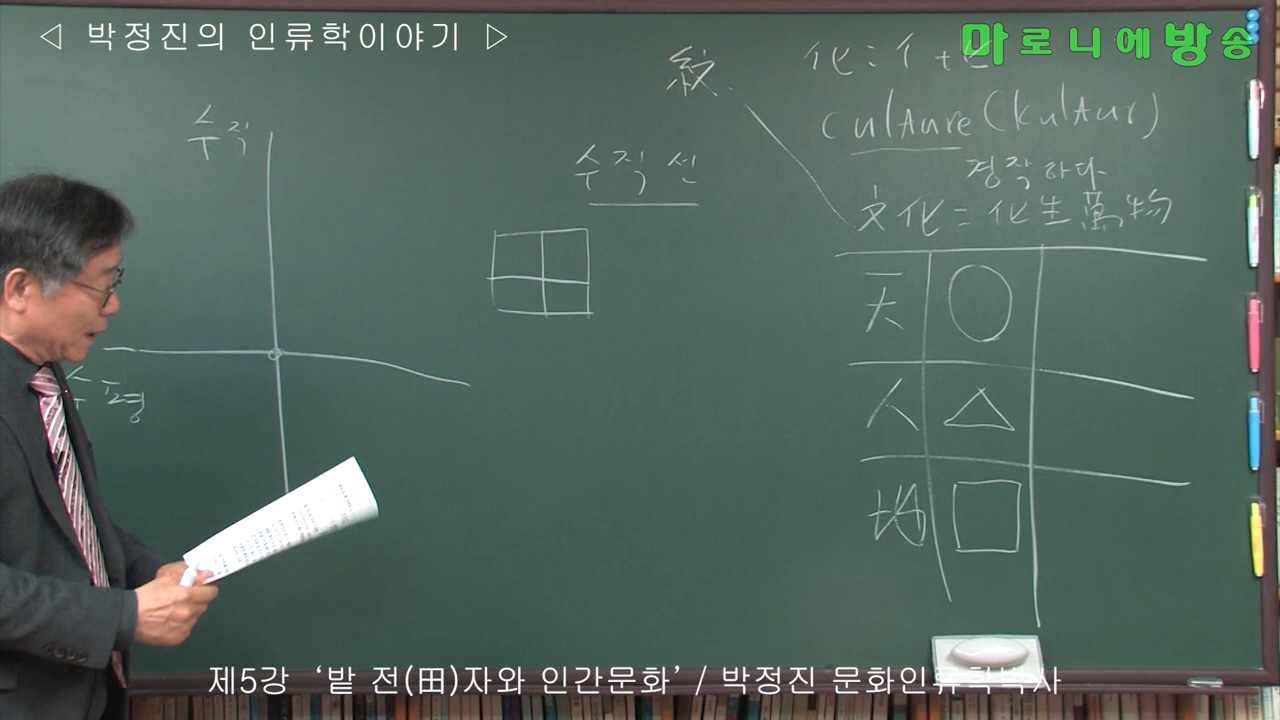 ◁ 박정진의 인류학이야기 ▷
마로니에방송
紋
化: 亻+匕
culture (kultur)
경작하다
文化 = 化生萬物
수직
수직선
수평
天
人
地
제5강 ‘밭 전(田)자와 인간문화’ / 박정진 문화인류학박사